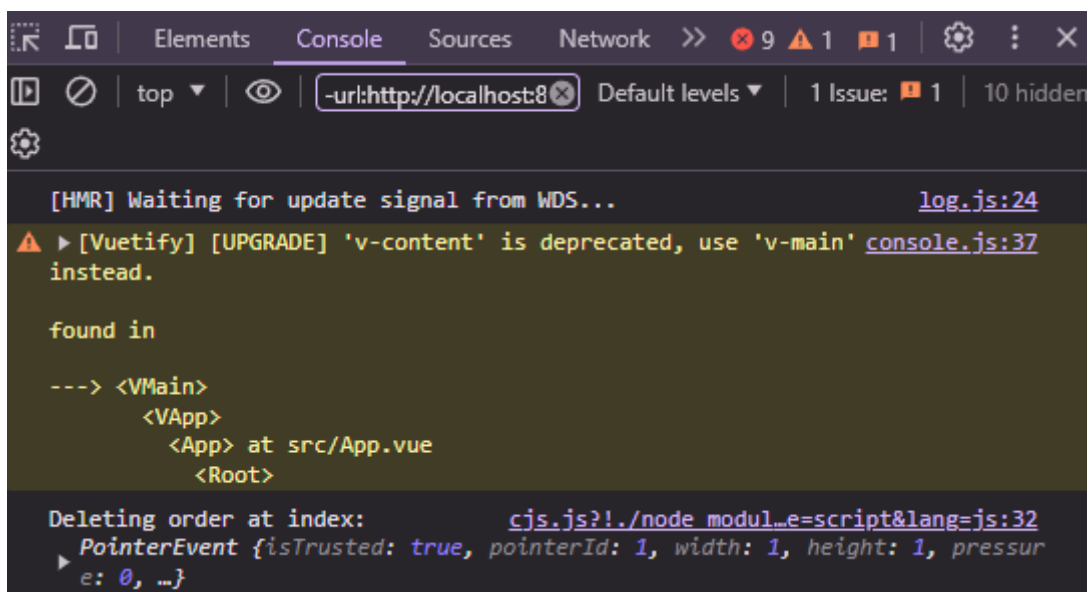 Elements Console Sources Network >> 9 1 1
top ▼ -url:http://localhost:8 Default levels ▼ 1 Issue: 1 10 hidden
[HMR] Waiting for update signal from WDS... log.js:24
▶[Vuetify] [UPGRADE] 'v-content' is deprecated, use 'v-main' console.js:37
instead.
found in
---> <VMain>
<VApp>
<App> at src/App.vue
<Root>
Deleting order at index: cjs.js?!./node_modul…e=script&lang=js:32
PointerEvent {isTrusted: true, pointerId: 1, width: 1, height: 1, pressur
e: 0, …}